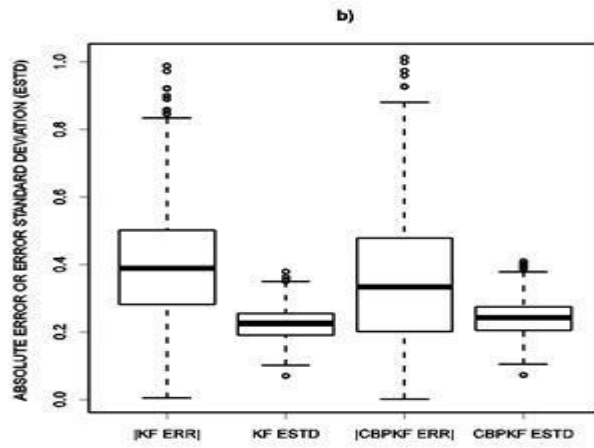 b)
ABSOLUTE ERROR OR ERROR STANDARD DEVIATION (ESTD)
1.0
0.8
0.6
0.4
0.2
0.0
|KF ERR|
KF ESTD
|CBPKF ERR|
CBPKF ESTD